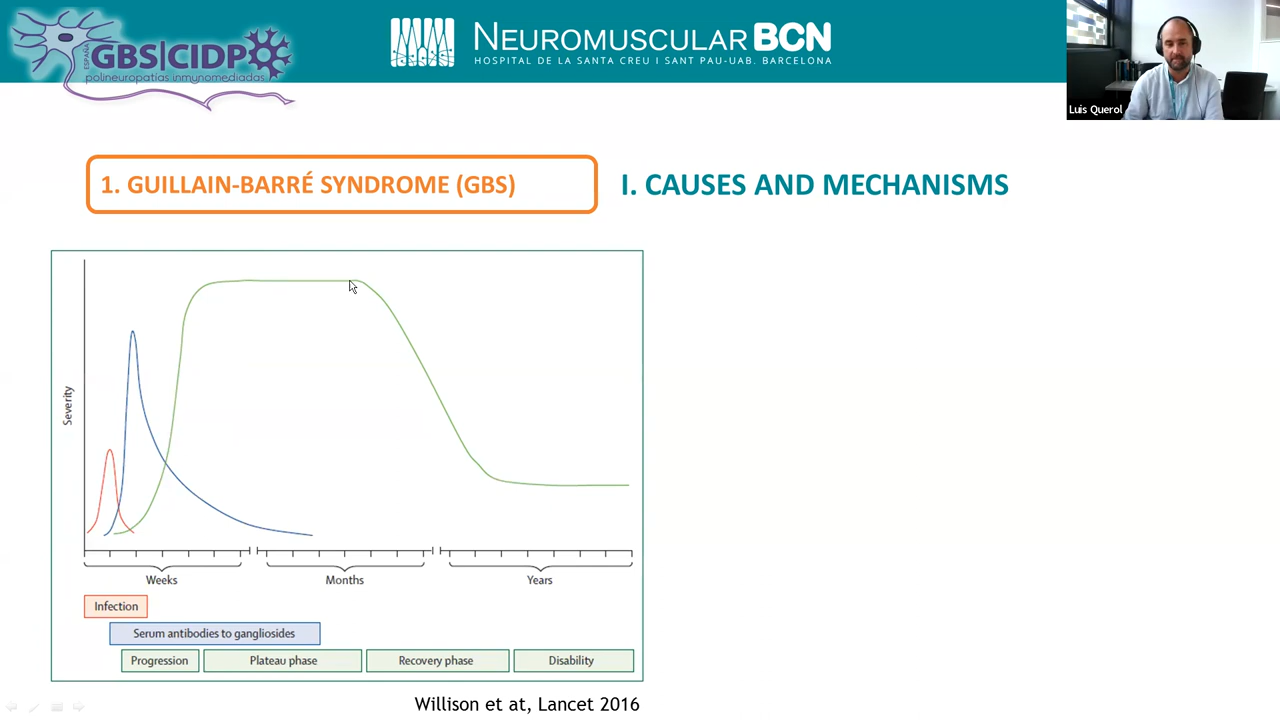 ESPAÑA
GBS|CIDP
polineuropatías inmunomediadas
NEUROMUSCULAR BCN
HOSPITAL DE LA SANTA CREU I SANT PAU-UAB. BARCELONA
Luis Querol
1. GUILLAIN-BARRÉ SYNDROME (GBS)
I. CAUSES AND MECHANISMS
Severity
Weeks
Months
Years
Infection
Serum antibodies to gangliosides
Progression
Plateau phase
Recovery phase
Disability
Willison et at, Lancet 2016